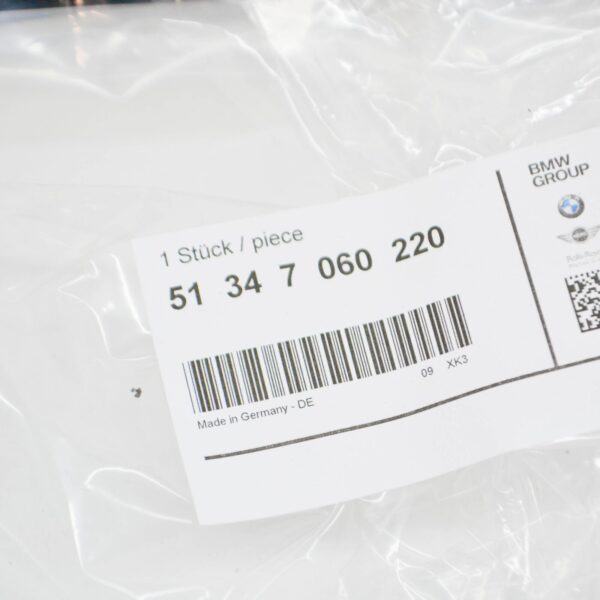 1 Stück / piece
51 34 7 060 220
Made in Germany - DE
09 XK3
BMW
GROUP